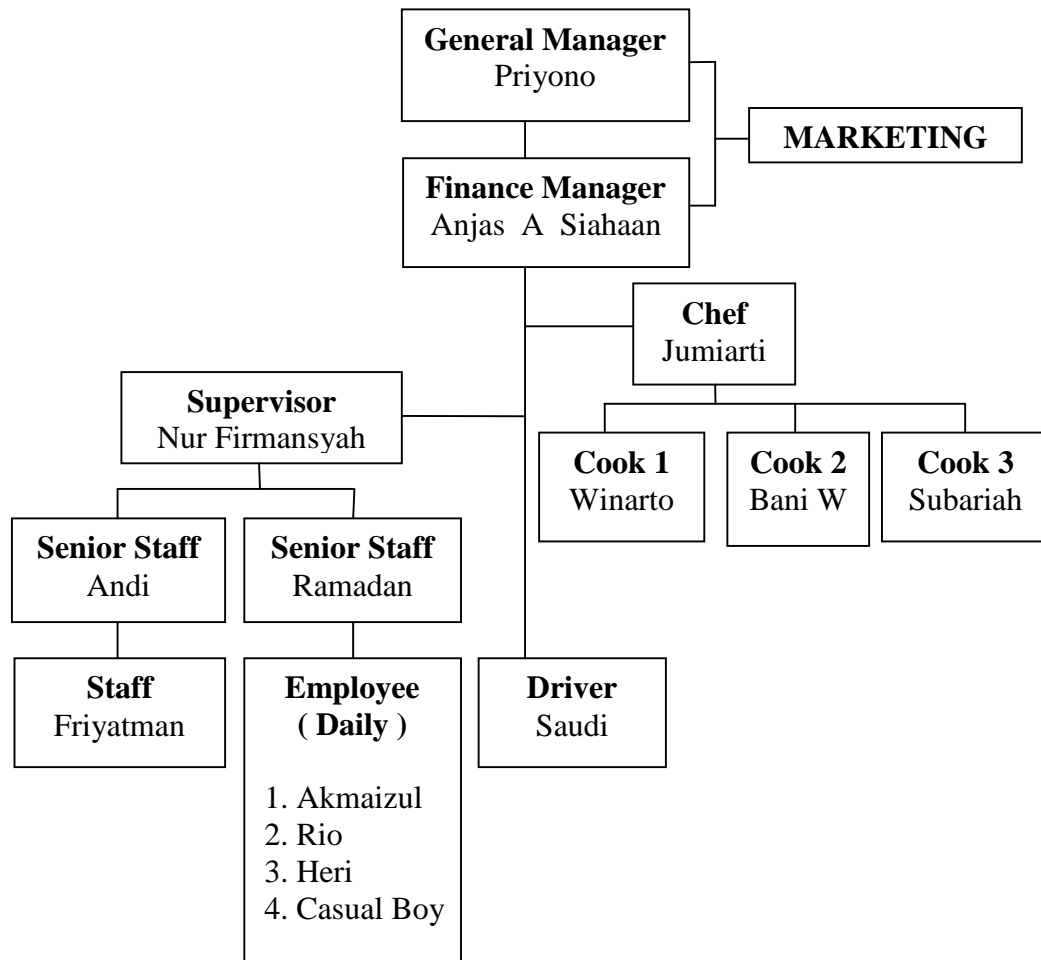 General Manager
Priyono
MARKETING
Finance Manager
Anjas A Siahaan
Chef
Jumiarti
Supervisor
Nur Firmansyah
Cook 1
Winarto
Cook 2
Bani W
Cook 3
Subariah
Senior Staff
Andi
Senior Staff
Ramadan
Staff
Friyatman
Employee
( Daily )
1. Akmaizul
2. Rio
3. Heri
4. Casual Boy
Driver
Saudi